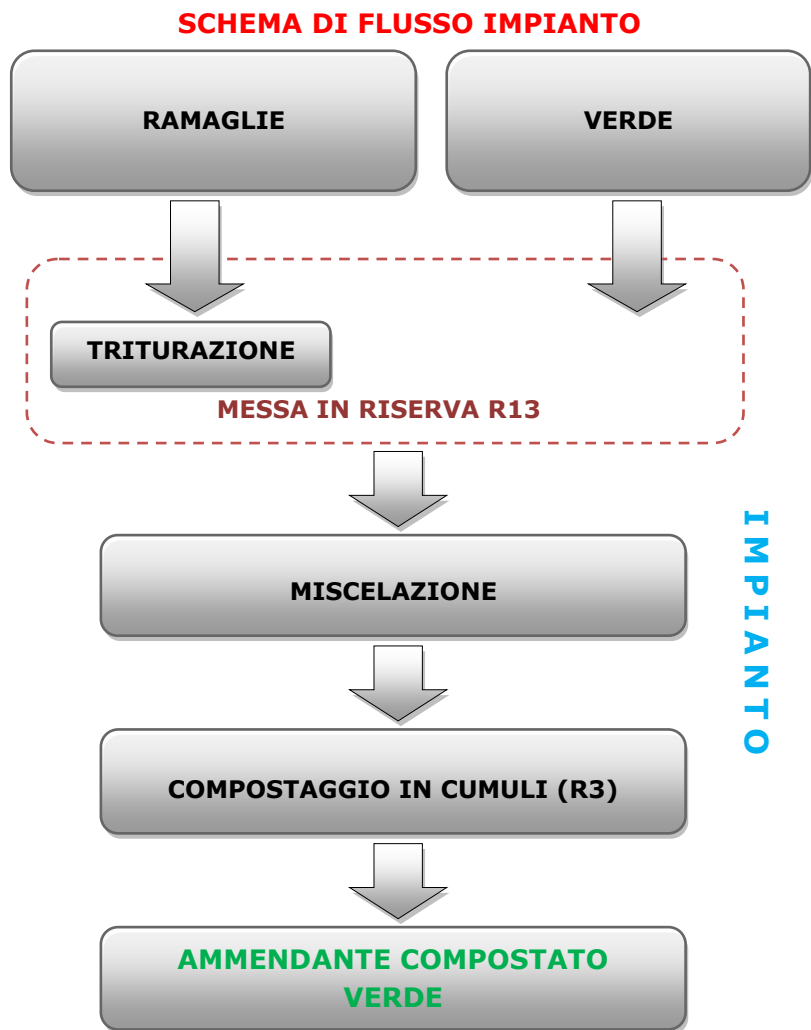 SCHEMA DI FLUSSO IMPIANTO
RAMAGLIE
VERDE
TRITURAZIONE
MESSA IN RISERVA R13
MISCELAZIONE
IMPIANTO
COMPOSTAGGIO IN CUMULI (R3)
AMMENDANTE COMPOSTATO
VERDE